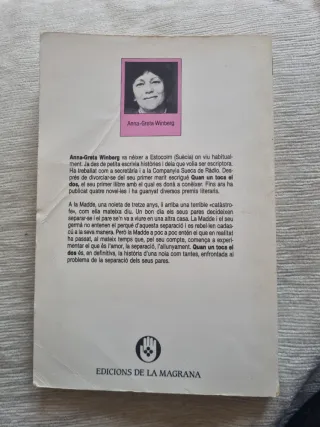 Anna-Greta Winberg
Anna-Greta Winberg va néixer a Estocolm (Suècia) on viu habitual-
ment. Ja des de petita escrivia històries i deia que volia ser escriptora.
Ha treballat com a secretària i a la Companyia Sueca de Ràdio. Des-
prés de divorciar-se del seu primer marit escrigué Quan un toca el
dos, el seu primer llibre amb el qual es donà a conèixer. Fins ara ha
publicat quatre novel·les i ha guanyat diversos premis literaris.
A la Madde, una noieta de tretze anys, li arriba una terrible «catàstro-
fe», com ella mateixa diu. Un bon dia els seus pares decideixen
separar-se i el pare se'n va a viure en una altra casa. La Madde i el seu
germà no entenen el perquè d'aquesta separació i es rebel·len cadas-
cú a la seva manera. Però la Madde a poc a poc entén el que en realitat
ha passat, al mateix temps que, pel seu compte, comença a experi-
mentar el que és l'amor, la separació, l'allunyament. Quan un toca el
dos és, en definitiva, la història d'una noia com tantes, enfrontada al
problema de la separació dels seus pares.
EDICIONS DE LA MAGRANA